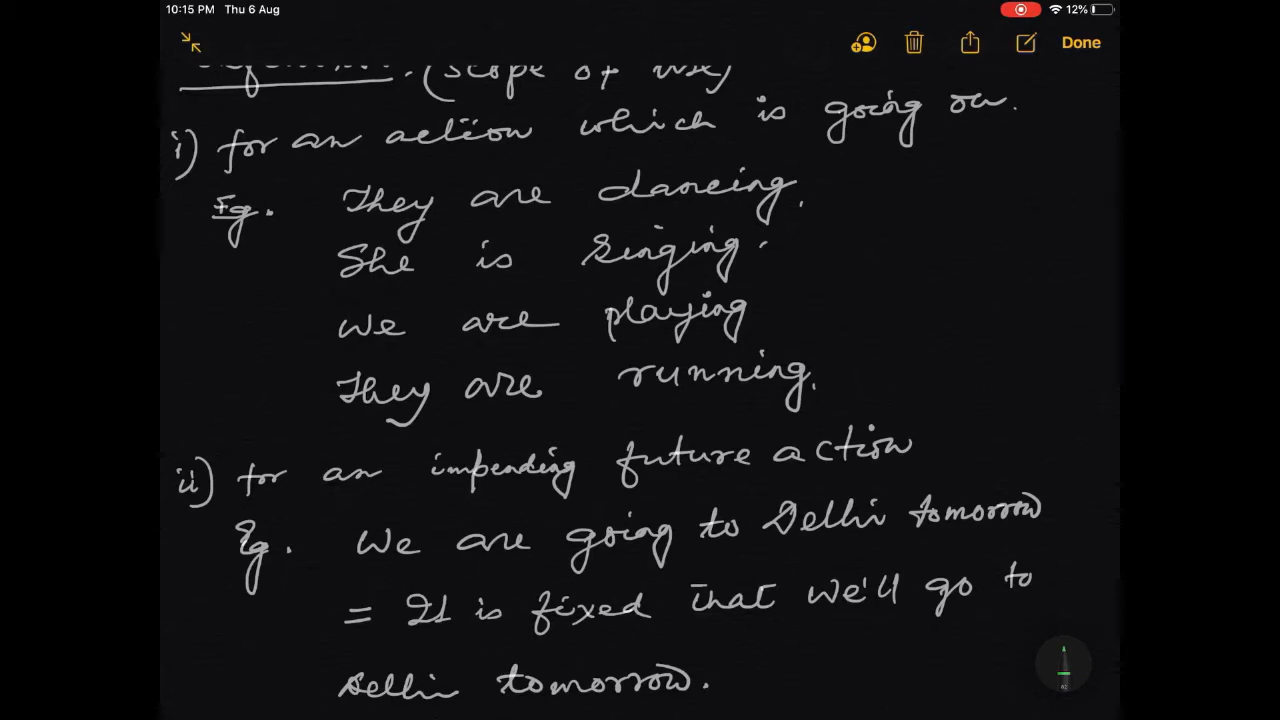 10:15 PM Thu 6 Aug 12%
Done
(scope of use)
i) for an action which is going on.
Eg. They are dancing.
She is singing.
We are playing
They are running.
ii) for an impending future action
Eg. We are going to Delhi tomorrow
= It is fixed that we'll go to
Delhi tomorrow.